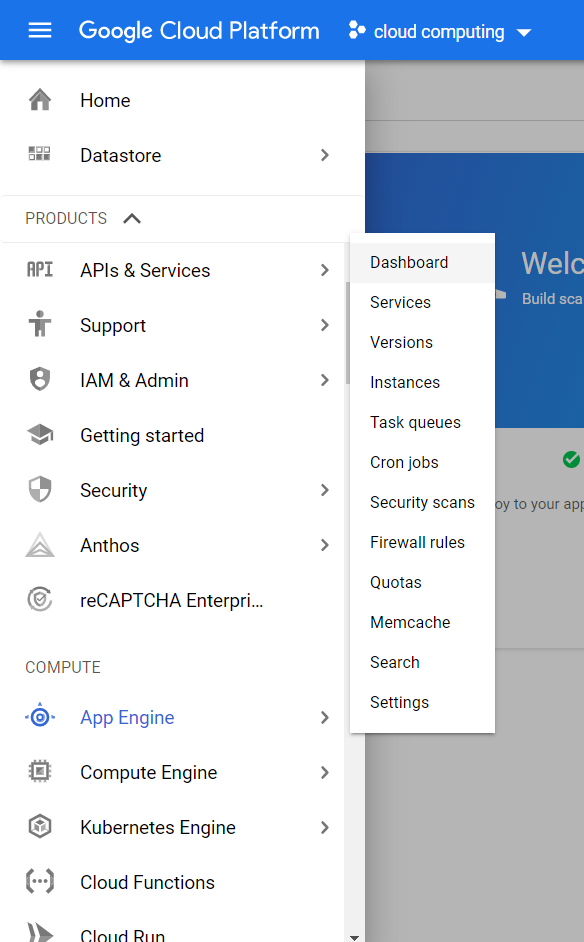 Google Cloud Platform
cloud computing
Home
Datastore
PRODUCTS
API
APIs & Services
Support
IAM & Admin
Getting started
Security
Anthos
reCAPTCHA Enterpri...
COMPUTE
App Engine
Compute Engine
Kubernetes Engine
Cloud Functions
Cloud Run
Dashboard
Services
Versions
Instances
Task queues
Cron jobs
Security scans
Firewall rules
Quotas
Memcache
Search
Settings
Welc
Build sca
oy to your app